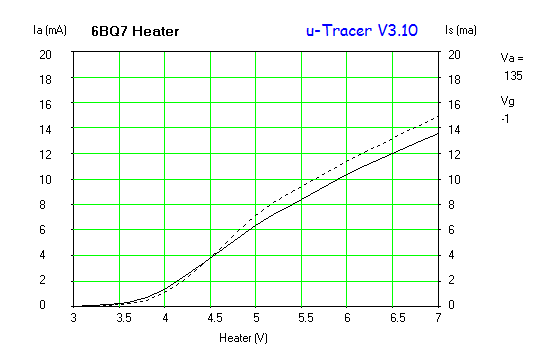 Ia (mA) 6BQ7 Heater u-Tracer V3.10 Is (ma)
20 20 Va =
18 18 135
16 16 Vg
14 14 -1
12 12
10 10
8 8
6 6
4 4
2 2
0 0
3 3.5 4 4.5 5 5.5 6 6.5 7
Heater (V)